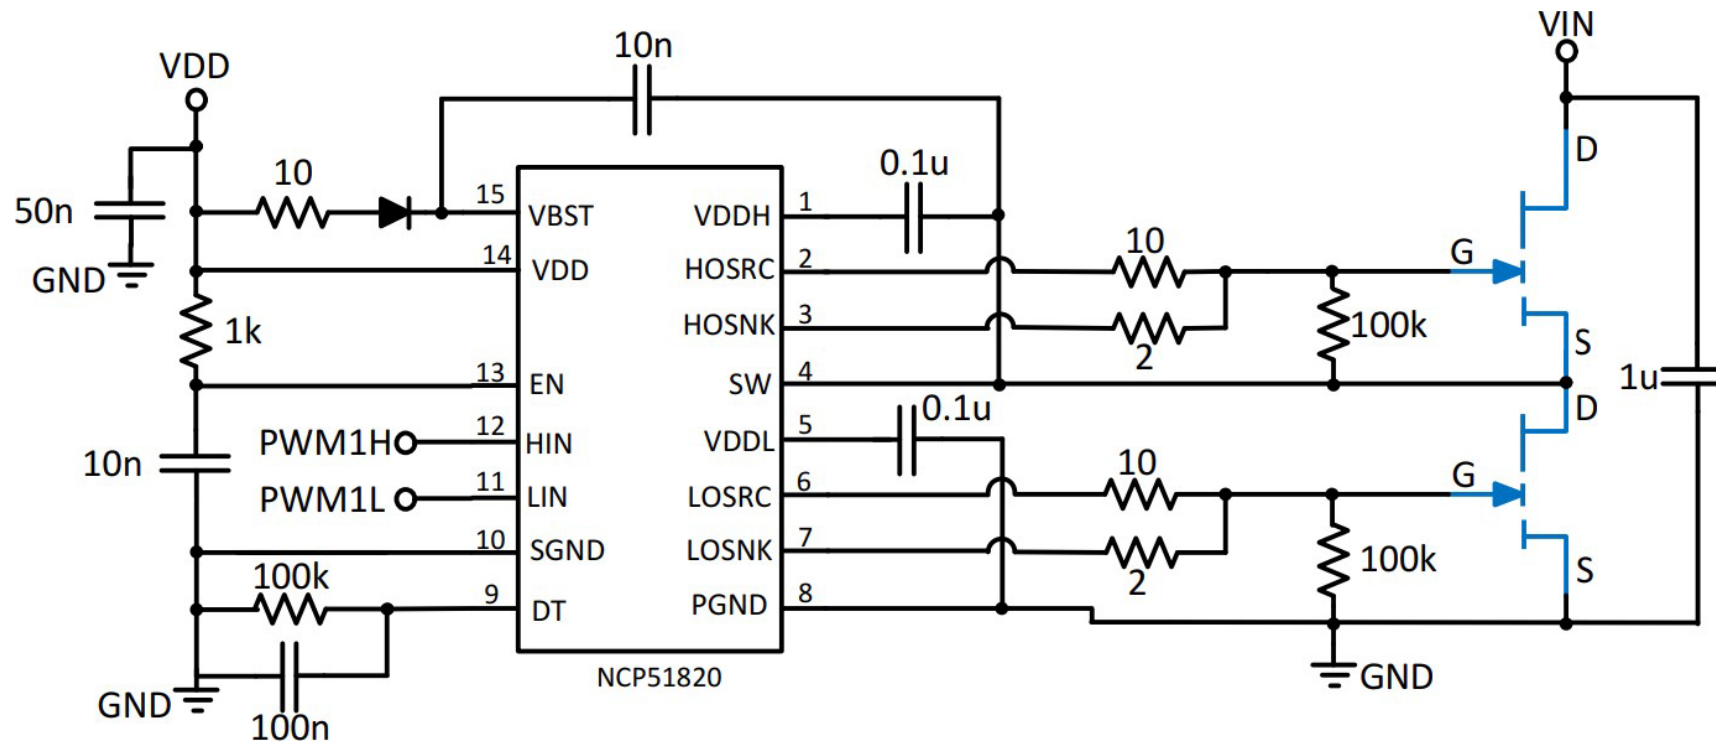 VIN
10n
VDD
D
0.1u
10
50n
15 VBST
VDDH 1
10
G
14 VDD
HOSRC 2
GND
HOSNK 3
1k
100k
S
2
13 EN
SW 4
1u
0.1u
D
PWM1H 12 HIN
VDDL 5
10n
10
G
PWM1L 11 LIN
LOSRC 6
10 SGND
LOSNK 7
100k
2
S
100k
9 DT
PGND 8
NCP51820
GND
GND
100n